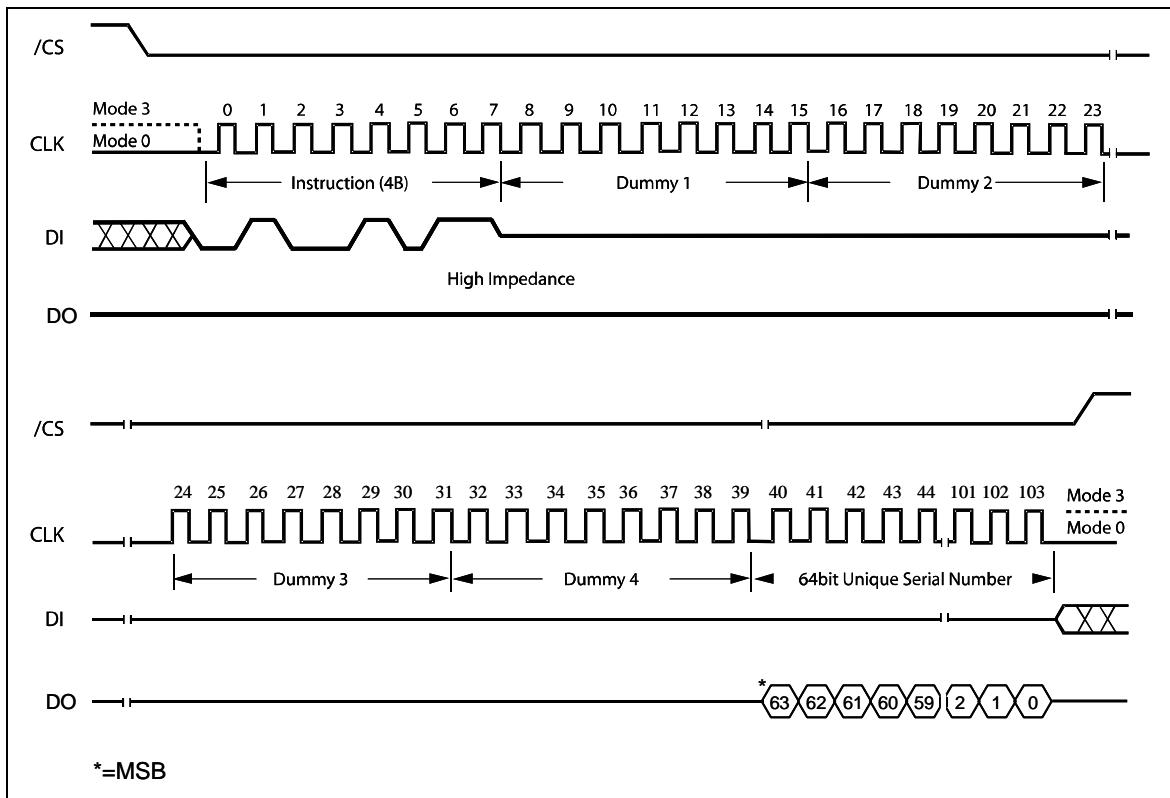 /CS
0 1 2 3 4 5 6 7 8 9 10 11 12 13 14 15 16 17 18 19 20 21 22 23
Mode 3
CLK Mode 0
Instruction (4B) Dummy 1 Dummy 2
DI
High Impedance
DO
/CS
24 25 26 27 28 29 30 31 32 33 34 35 36 37 38 39 40 41 42 43 44 101 102 103 Mode 3
CLK Mode 0
Dummy 3 Dummy 4 64bit Unique Serial Number
DI
*
DO 63 62 61 60 59 2 1 0
*=MSB